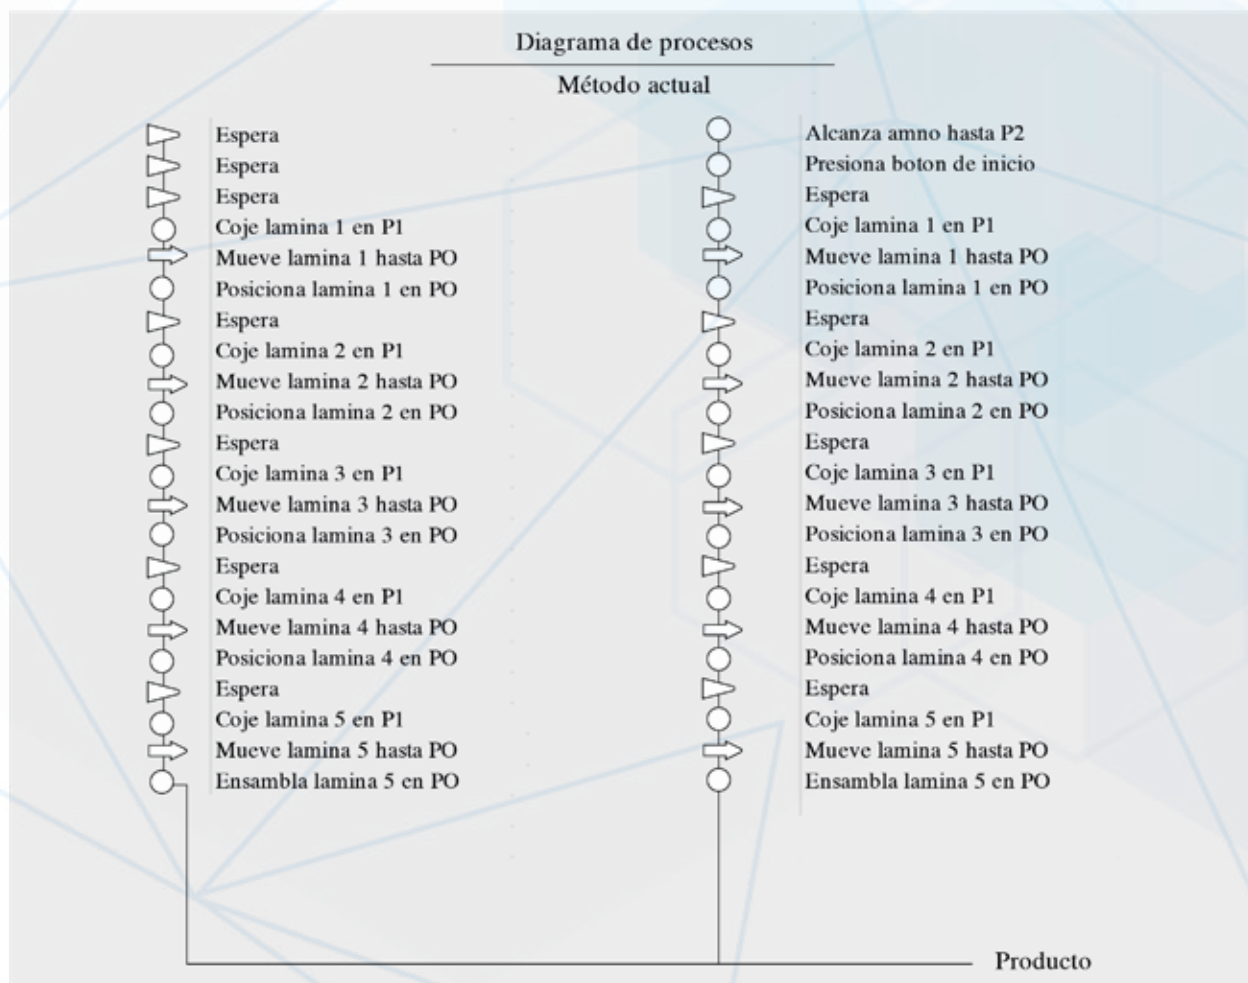 Diagrama de procesos
Método actual
Espera
Espera
Espera
Coje lamina 1 en P1
Mueve lamina 1 hasta PO
Posiciona lamina 1 en PO
Espera
Coje lamina 2 en P1
Mueve lamina 2 hasta PO
Posiciona lamina 2 en PO
Espera
Coje lamina 3 en P1
Mueve lamina 3 hasta PO
Posiciona lamina 3 en PO
Espera
Coje lamina 4 en P1
Mueve lamina 4 hasta PO
Posiciona lamina 4 en PO
Espera
Coje lamina 5 en P1
Mueve lamina 5 hasta PO
Ensambla lamina 5 en PO
Alcanza amno hasta P2
Presiona boton de inicio
Espera
Coje lamina 1 en P1
Mueve lamina 1 hasta PO
Posiciona lamina 1 en PO
Espera
Coje lamina 2 en P1
Mueve lamina 2 hasta PO
Posiciona lamina 2 en PO
Espera
Coje lamina 3 en P1
Mueve lamina 3 hasta PO
Posiciona lamina 3 en PO
Espera
Coje lamina 4 en P1
Mueve lamina 4 hasta PO
Posiciona lamina 4 en PO
Espera
Coje lamina 5 en P1
Mueve lamina 5 hasta PO
Ensambla lamina 5 en PO
Producto